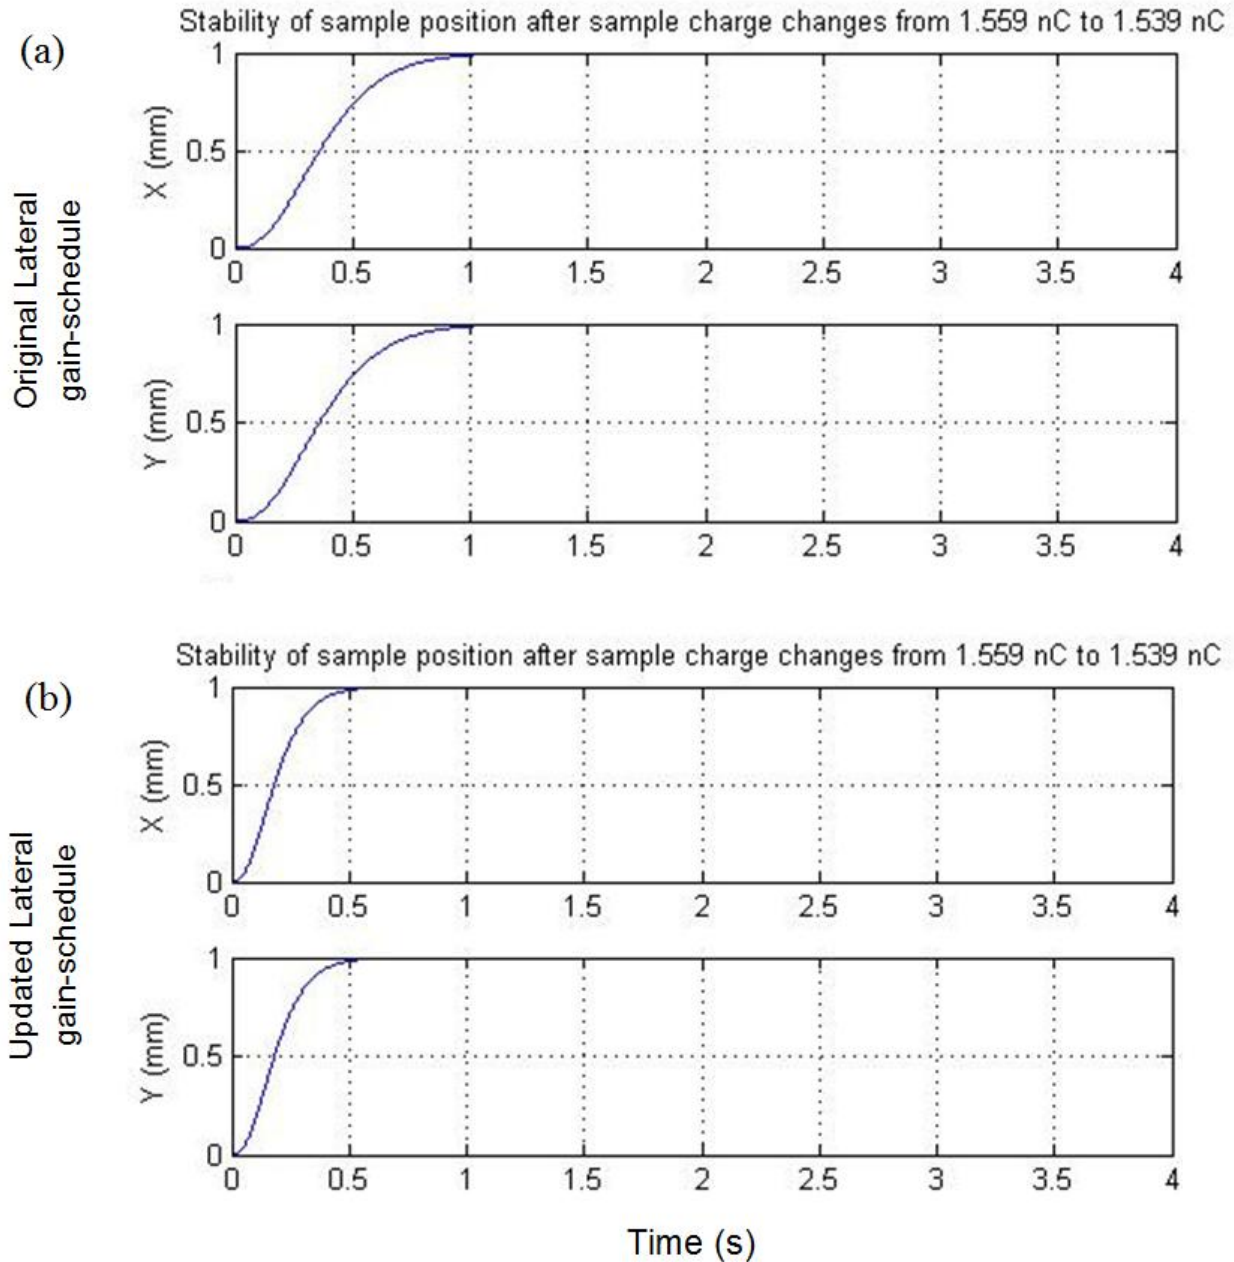 Stability of sample position after sample charge changes from 1.559 nC to 1.539 nC
(a)
Original Lateral
gain-schedule
X (mm)
1
0.5
0
0 0.5 1 1.5 2 2.5 3 3.5 4
Y (mm)
1
0.5
0
0 0.5 1 1.5 2 2.5 3 3.5 4
Stability of sample position after sample charge changes from 1.559 nC to 1.539 nC
(b)
Updated Lateral
gain-schedule
X (mm)
1
0.5
0
0 0.5 1 1.5 2 2.5 3 3.5 4
Y (mm)
1
0.5
0
0 0.5 1 1.5 2 2.5 3 3.5 4
Time (s)